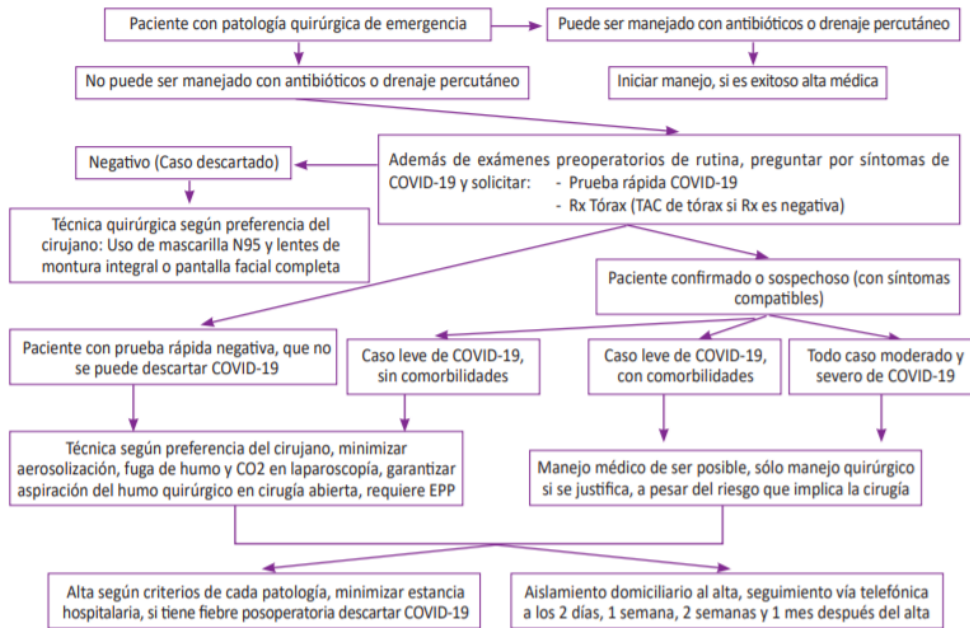 Paciente con patología quirúrgica de emergencia
Puede ser manejado con antibióticos o drenaje percutáneo
No puede ser manejado con antibióticos o drenaje percutáneo
Iniciar manejo, si es exitoso alta médica
Negativo (Caso descartado)
Además de exámenes preoperatorios de rutina, preguntar por síntomas de
COVID-19 y solicitar: - Prueba rápida COVID-19
- Rx Tórax (TAC de tórax si Rx es negativa)
Técnica quirúrgica según preferencia del
cirujano: Uso de mascarilla N95 y lentes de
montura integral o pantalla facial completa
Paciente confirmado o sospechoso (con síntomas
compatibles)
Paciente con prueba rápida negativa, que no
se puede descartar COVID-19
Caso leve de COVID-19,
sin comorbilidades
Caso leve de COVID-19,
con comorbilidades
Todo caso moderado y
severo de COVID-19
Técnica según preferencia del cirujano, minimizar
aerosolización, fuga de humo y CO2 en laparoscopía, garantizar
aspiración del humo quirúrgico en cirugía abierta, requiere EPP
Manejo médico de ser posible, sólo manejo quirúrgico
si se justifica, a pesar del riesgo que implica la cirugía
Alta según criterios de cada patología, minimizar estancia
hospitalaria, si tiene fiebre posoperatoria descartar COVID-19
Aislamiento domiciliario al alta, seguimiento vía telefónica
a los 2 días, 1 semana, 2 semanas y 1 mes después del alta